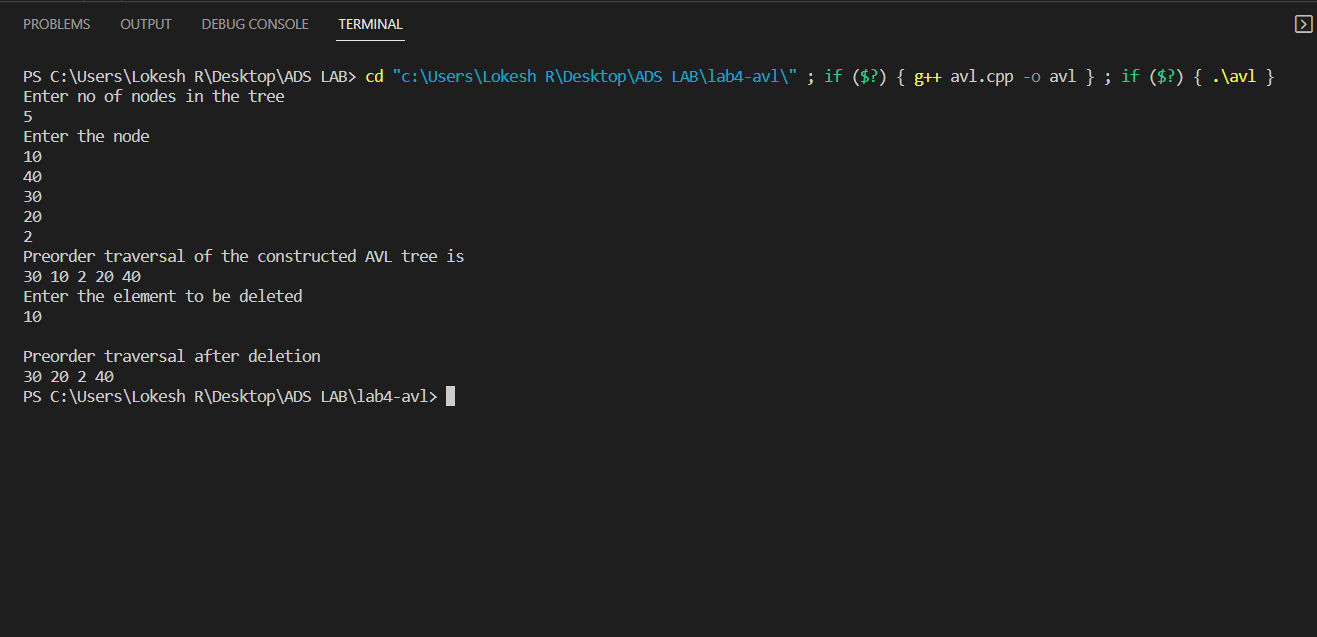 PROBLEMS OUTPUT DEBUG CONSOLE TERMINAL
PS C:\Users\Lokesh R\Desktop\ADS LAB> cd "c:\Users\Lokesh R\Desktop\ADS LAB\lab4-avl\" ; if ($?) { g++ avl.cpp -o avl } ; if ($?) { .\avl }
Enter no of nodes in the tree
5
Enter the node
10
40
30
20
2
Preorder traversal of the constructed AVL tree is
30 10 2 20 40
Enter the element to be deleted
10
Preorder traversal after deletion
30 20 2 40
PS C:\Users\Lokesh R\Desktop\ADS LAB\lab4-avl>